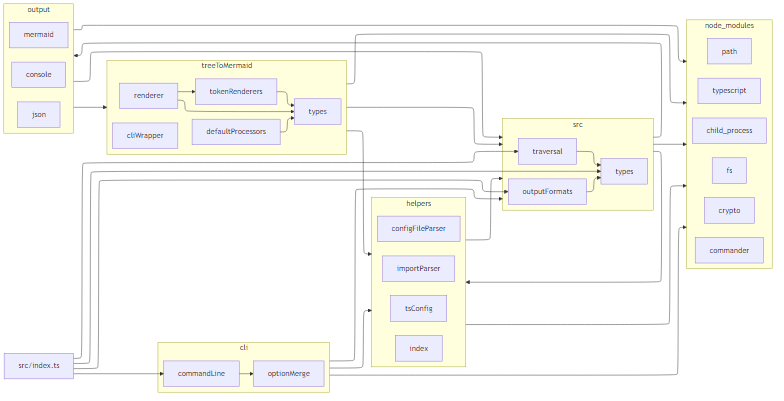 output
mermaid
console
json
treeToMermaid
renderer
tokenRenderers
types
cliWrapper
defaultProcessors
src
traversal
types
outputFormats
helpers
configFileParser
importParser
tsConfig
index
node_modules
path
typescript
child_process
fs
crypto
commander
src/index.ts
cli
commandLine
optionMerge